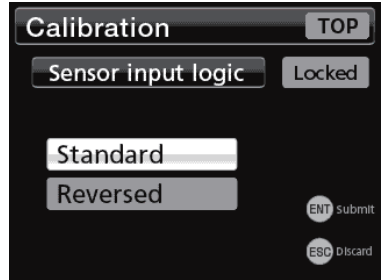 Calibration TOP
Sensor input logic Locked
Standard
Reversed
ENT Submit
ESC Discard